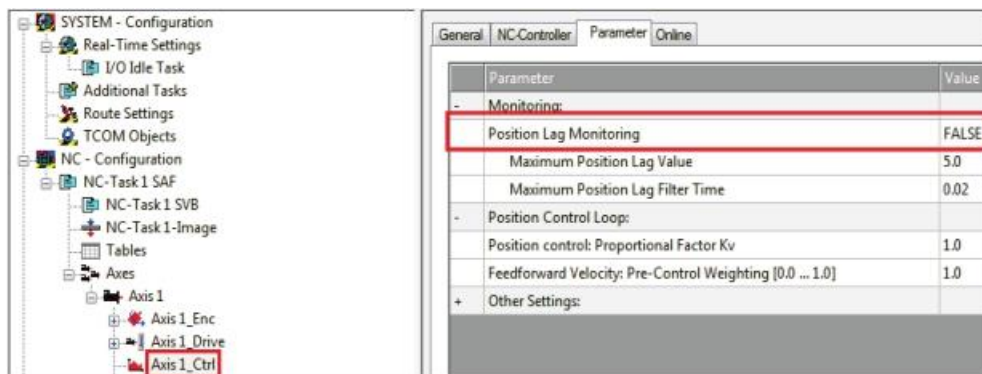 SYSTEM - Configuration
Real-Time Settings
I/O Idle Task
Additional Tasks
Route Settings
TCOM Objects
NC - Configuration
NC-Task 1 SAF
NC-Task 1 SVB
NC-Task 1-Image
Tables
Axes
Axis 1
Axis 1_Enc
Axis 1_Drive
Axis 1_Ctrl
General NC-Controller Parameter Online
Parameter Value
- Monitoring:
Position Lag Monitoring FALSE
Maximum Position Lag Value 5.0
Maximum Position Lag Filter Time 0.02
- Position Control Loop:
Position control: Proportional Factor Kv 1.0
Feedforward Velocity: Pre-Control Weighting [0.0 ... 1.0] 1.0
+ Other Settings: